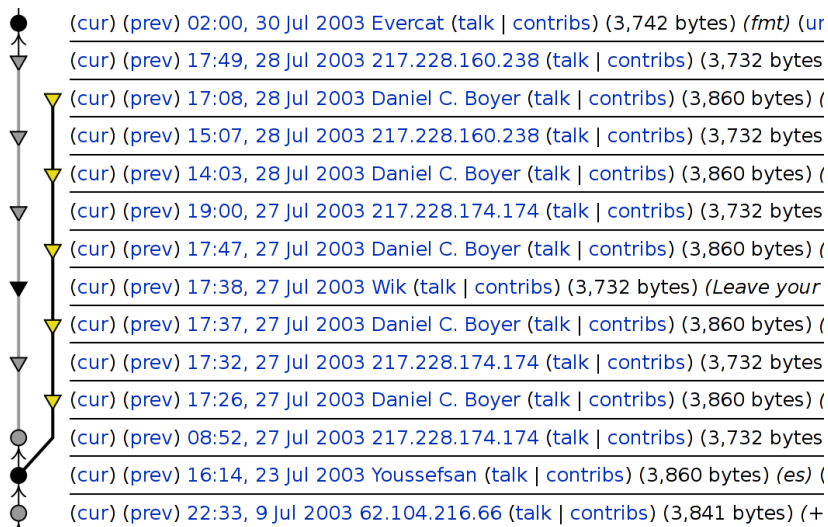 (cur) (prev) 02:00, 30 Jul 2003 Evercat (talk | contribs) (3,742 bytes) (fmt) (un
(cur) (prev) 17:49, 28 Jul 2003 217.228.160.238 (talk | contribs) (3,732 bytes
(cur) (prev) 17:08, 28 Jul 2003 Daniel C. Boyer (talk | contribs) (3,860 bytes) (
(cur) (prev) 15:07, 28 Jul 2003 217.228.160.238 (talk | contribs) (3,732 bytes
(cur) (prev) 14:03, 28 Jul 2003 Daniel C. Boyer (talk | contribs) (3,860 bytes) (
(cur) (prev) 19:00, 27 Jul 2003 217.228.174.174 (talk | contribs) (3,732 bytes
(cur) (prev) 17:47, 27 Jul 2003 Daniel C. Boyer (talk | contribs) (3,860 bytes) (
(cur) (prev) 17:38, 27 Jul 2003 Wik (talk | contribs) (3,732 bytes) (Leave your
(cur) (prev) 17:37, 27 Jul 2003 Daniel C. Boyer (talk | contribs) (3,860 bytes) (
(cur) (prev) 17:32, 27 Jul 2003 217.228.174.174 (talk | contribs) (3,732 bytes
(cur) (prev) 17:26, 27 Jul 2003 Daniel C. Boyer (talk | contribs) (3,860 bytes) (
(cur) (prev) 08:52, 27 Jul 2003 217.228.174.174 (talk | contribs) (3,732 bytes
(cur) (prev) 16:14, 23 Jul 2003 Youssefsan (talk | contribs) (3,860 bytes) (es) (
(cur) (prev) 22:33, 9 Jul 2003 62.104.216.66 (talk | contribs) (3,841 bytes) (+